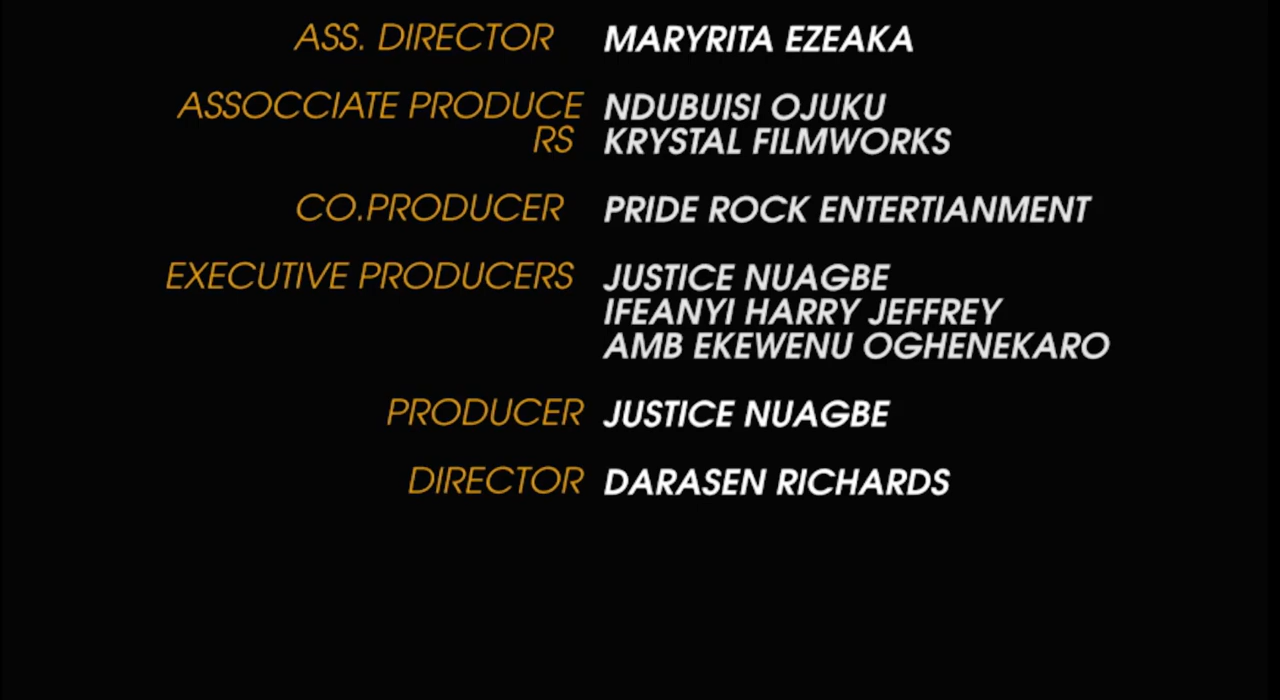 ASS. DIRECTOR MARYRITA EZEAKA
ASSOCCIATE PRODUCE NDUBUISI OJUKU
RS KRYSTAL FILMWORKS
CO.PRODUCER PRIDE ROCK ENTERTIANMENT
EXECUTIVE PRODUCERS JUSTICE NUAGBE
IFEANYI HARRY JEFFREY
AMB EKEWENU OGHENEKARO
PRODUCER JUSTICE NUAGBE
DIRECTOR DARASEN RICHARDS